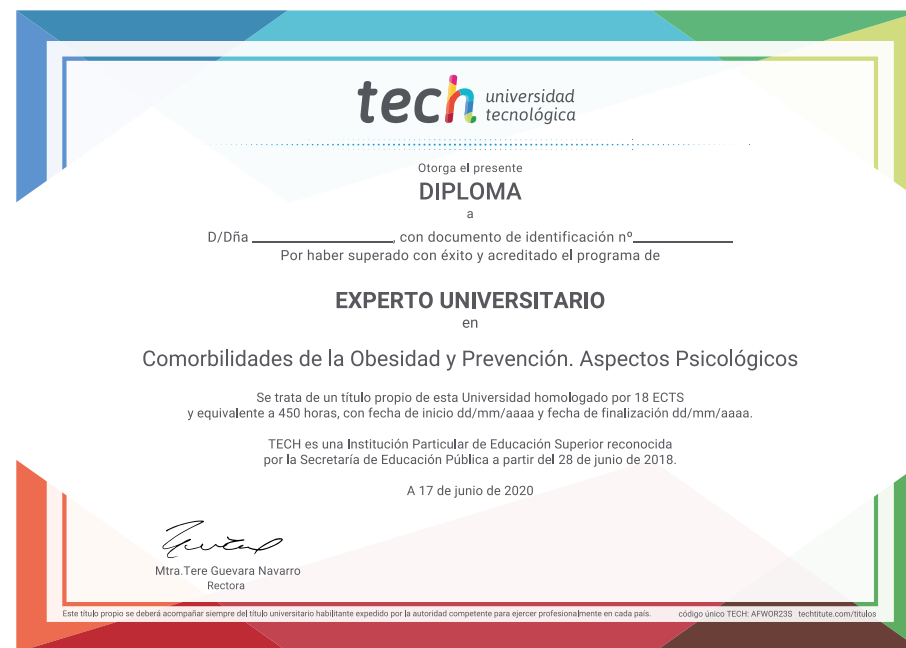 tech universidad
tecnológica
Otorga el presente
DIPLOMA
a
D/Dña ____________________, con documento de identificación nº______________
Por haber superado con éxito y acreditado el programa de
EXPERTO UNIVERSITARIO
en
Comorbilidades de la Obesidad y Prevención. Aspectos Psicológicos
Se trata de un título propio de esta Universidad homologado por 18 ECTS
y equivalente a 450 horas, con fecha de inicio dd/mm/aaaa y fecha de finalización dd/mm/aaaa.
TECH es una Institución Particular de Educación Superior reconocida
por la Secretaría de Educación Pública a partir del 28 de junio de 2018.
A 17 de junio de 2020
Mtra.Tere Guevara Navarro
Rectora
Este título propio se deberá acompañar siempre del título universitario habilitante expedido por la autoridad competente para ejercer profesionalmente en cada país. código único TECH: AFWOR23S techtitute.com/titulos